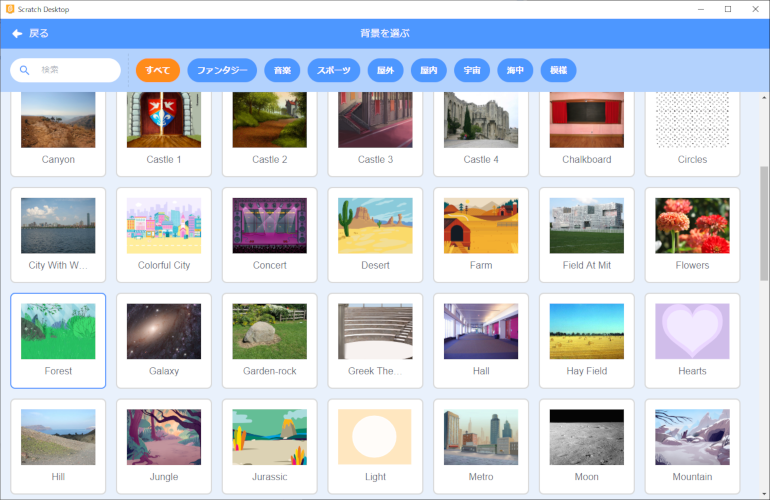 Scratch Desktop
戻る
背景を選ぶ
検索
すべて ファンタジー 音楽 スポーツ 屋外 屋内 宇宙 海中 模様
Canyon Castle 1 Castle 2 Castle 3 Castle 4 Chalkboard Circles
City With W... Colorful City Concert Desert Farm Field At Mit Flowers
Forest Galaxy Garden-rock Greek The... Hall Hay Field Hearts
Hill Jungle Jurassic Light Metro Moon Mountain